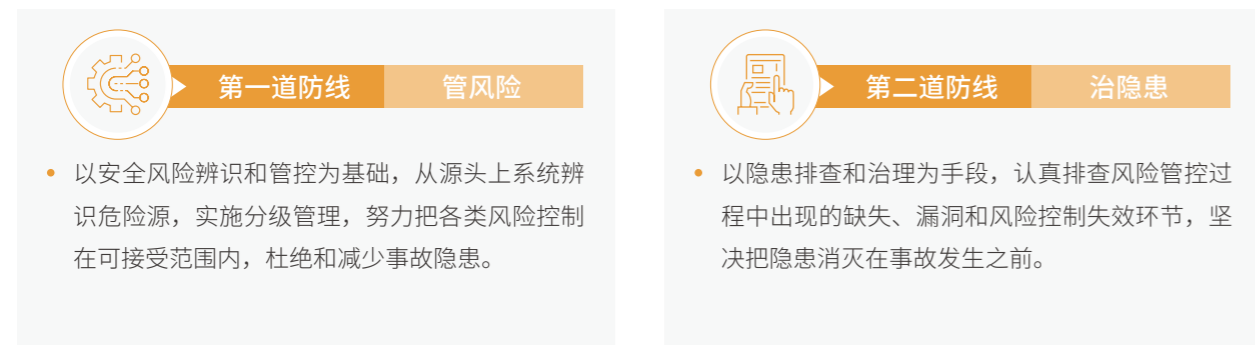 第一道防线 管风险
以安全风险辨识和管控为基础，从源头上系统辨
识危险源，实施分级管理，努力把各类风险控制
在可接受范围内，杜绝和减少事故隐患。
第二道防线 治隐患
以隐患排查和治理为手段，认真排查风险管控过
程中出现的缺失、漏洞和风险控制失效环节，坚
决把隐患消灭在事故发生之前。